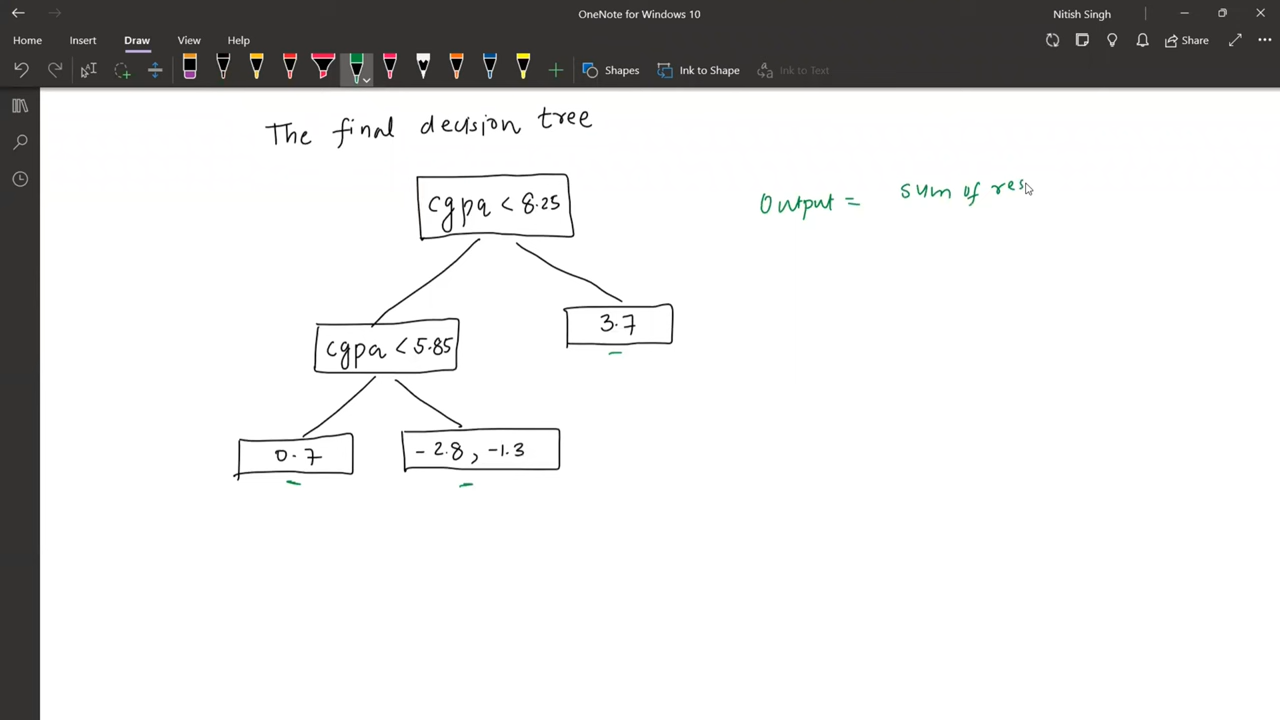 OneNote for Windows 10
Nitish Singh
Home Insert Draw View Help
Share
Shapes Ink to Shape Ink to Text
The final decision tree
cgpa < 8.25
Output = sum of res
3.7
cgpa < 5.85
0.7
-2.8, -1.3